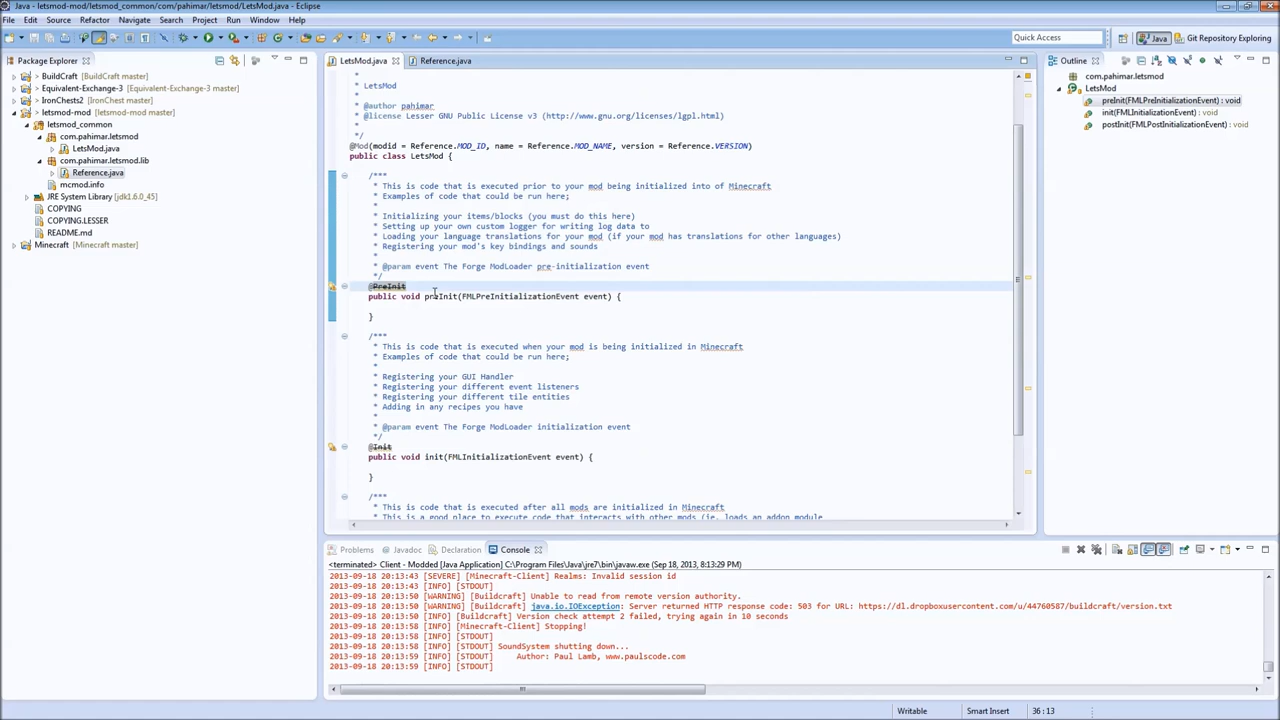 Java - letsmod-mod/letsmod_common/com/pahimar/letsmod/LetsMod.java - Eclipse
File Edit Source Refactor Navigate Search Project Run Window Help
Quick Access
Java
Git Repository Exploring
Package Explorer
> BuildCraft [BuildCraft master]
> Equivalent-Exchange-3 [Equivalent-Exchange-3 master]
> IronChests2 [IronChest master]
> letsmod-mod [letsmod-mod master]
letsmod_common
com.pahimar.letsmod
LetsMod.java
com.pahimar.letsmod.lib
Reference.java
mcmod.info
JRE System Library [jdk1.6.0_45]
COPYING
COPYING.LESSER
README.md
Minecraft [Minecraft master]
LetsMod.java
Reference.java
*
* LetsMod
*
* @author pahimar
* @license Lesser GNU Public License v3 (http://www.gnu.org/licenses/lgpl.html)
*
*/
@Mod(modid = Reference.MOD_ID, name = Reference.MOD_NAME, version = Reference.VERSION)
public class LetsMod {
/***
* This is code that is executed prior to your mod being initialized into of Minecraft
* Examples of code that could be run here;
*
* Initializing your items/blocks (you must do this here)
* Setting up your own custom logger for writing log data to
* Loading your language translations for your mod (if your mod has translations for other languages)
* Registering your mod's key bindings and sounds
*
* @param event The Forge ModLoader pre-initialization event
*/
@PreInit
public void preInit(FMLPreInitializationEvent event) {
}
/***
* This is code that is executed when your mod is being initialized in Minecraft
* Examples of code that could be run here;
*
* Registering your GUI Handler
* Registering your different event listeners
* Registering your different tile entities
* Adding in any recipes you have
*
* @param event The Forge ModLoader initialization event
*/
@Init
public void init(FMLInitializationEvent event) {
}
/***
* This is code that is executed after all mods are initialized in Minecraft
* This is a good place to execute code that interacts with other mods (ie, loads an addon module
Outline
com.pahimar.letsmod
LetsMod
preInit(FMLPreInitializationEvent) : void
init(FMLInitializationEvent) : void
postInit(FMLPostInitializationEvent) : void
Problems
Javadoc
Declaration
Console
<terminated> Client - Modded [Java Application] C:\Program Files\Java\jre7\bin\javaw.exe (Sep 18, 2013, 8:13:29 PM)
2013-09-18 20:13:43 [SEVERE] [Minecraft-Client] Realms: Invalid session id
2013-09-18 20:13:43 [INFO] [STDOUT]
2013-09-18 20:13:50 [WARNING] [Buildcraft] Unable to read from remote version authority.
2013-09-18 20:13:50 [WARNING] [Buildcraft] java.io.IOException: Server returned HTTP response code: 503 for URL: https://dl.dropboxusercontent.com/u/44760587/buildcraft/version.txt
2013-09-18 20:13:50 [INFO] [Buildcraft] Version check attempt 2 failed, trying again in 10 seconds
2013-09-18 20:13:58 [INFO] [Minecraft-Client] Stopping!
2013-09-18 20:13:58 [INFO] [STDOUT]
2013-09-18 20:13:58 [INFO] [STDOUT] SoundSystem shutting down...
2013-09-18 20:13:59 [INFO] [STDOUT] Author: Paul Lamb, www.paulscode.com
2013-09-18 20:13:59 [INFO] [STDOUT]
Writable
Smart Insert
36 : 13